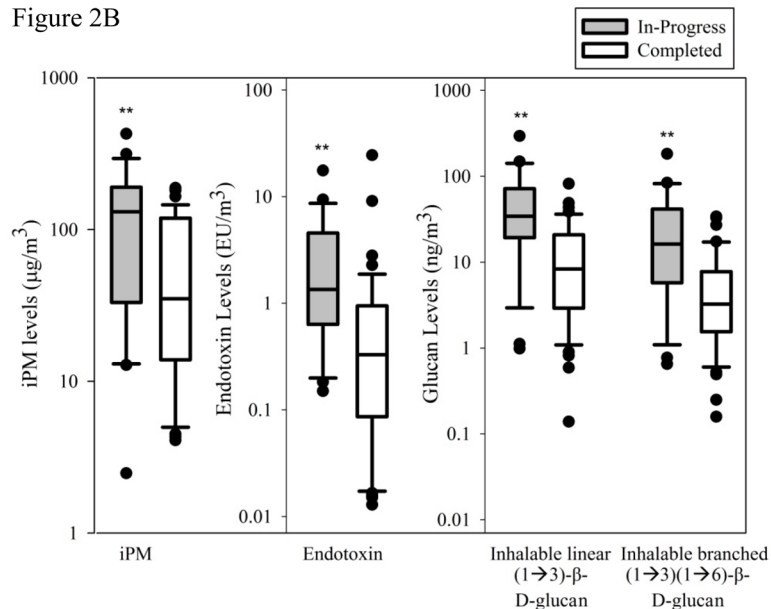 Figure 2B
In-Progress
Completed
iPM levels (μg/m³)
1000
100
10
1
**
iPM
Endotoxin Levels (EU/m³)
100
10
1
0.1
0.01
**
Endotoxin
Glucan Levels (ng/m³)
1000
100
10
1
0.1
0.01
**
**
Inhalable linear
(1→3)-β-
D-glucan
Inhalable branched
(1→3)(1→6)-β-
D-glucan